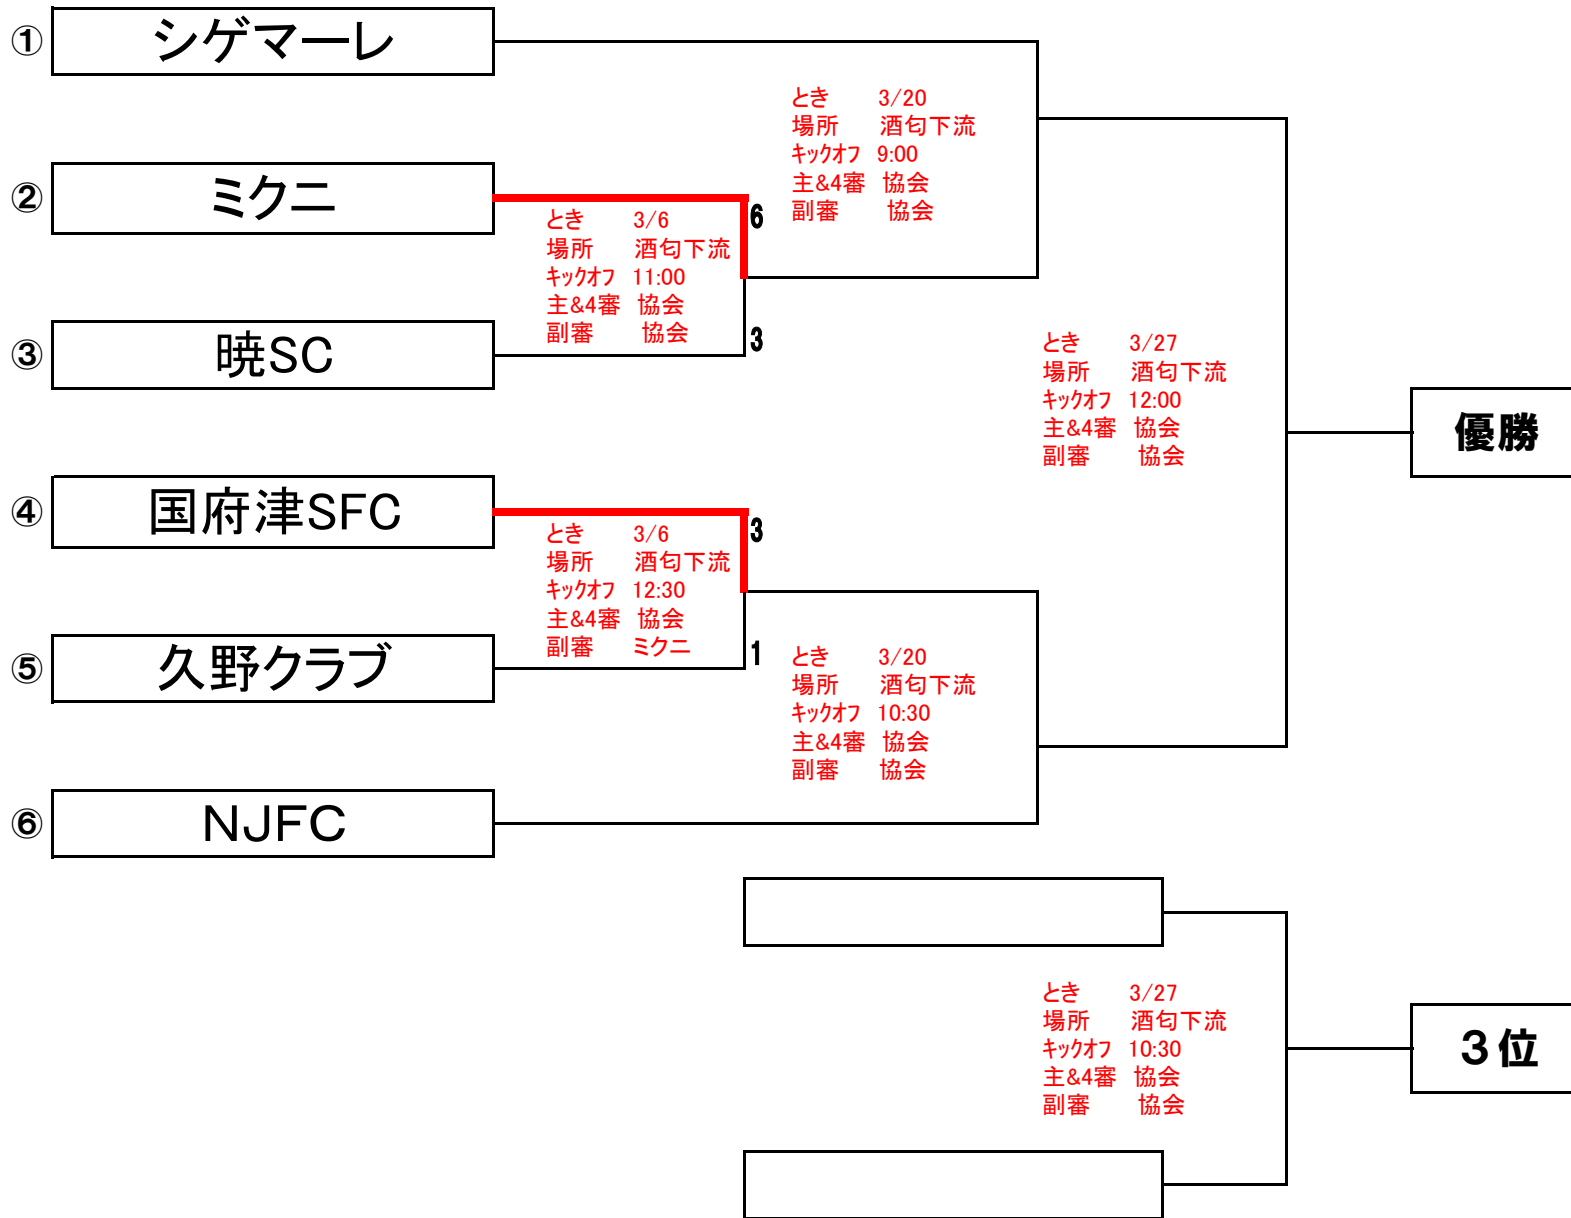 ① シゲマーレ
とき 3/20
場所 酒匂下流
キックオフ 9:00
主&4審 協会
副審 協会
② ミクニ
6
とき 3/6
場所 酒匂下流
キックオフ 11:00
主&4審 協会
副審 協会
3
③ 暁SC
とき 3/27
場所 酒匂下流
キックオフ 12:00
主&4審 協会
副審 協会
優勝
④ 国府津SFC
3
とき 3/6
場所 酒匂下流
キックオフ 12:30
主&4審 協会
副審 ミクニ
1
⑤ 久野クラブ
とき 3/20
場所 酒匂下流
キックオフ 10:30
主&4審 協会
副審 協会
⑥ NJFC
とき 3/27
場所 酒匂下流
キックオフ 10:30
主&4審 協会
副審 協会
3位